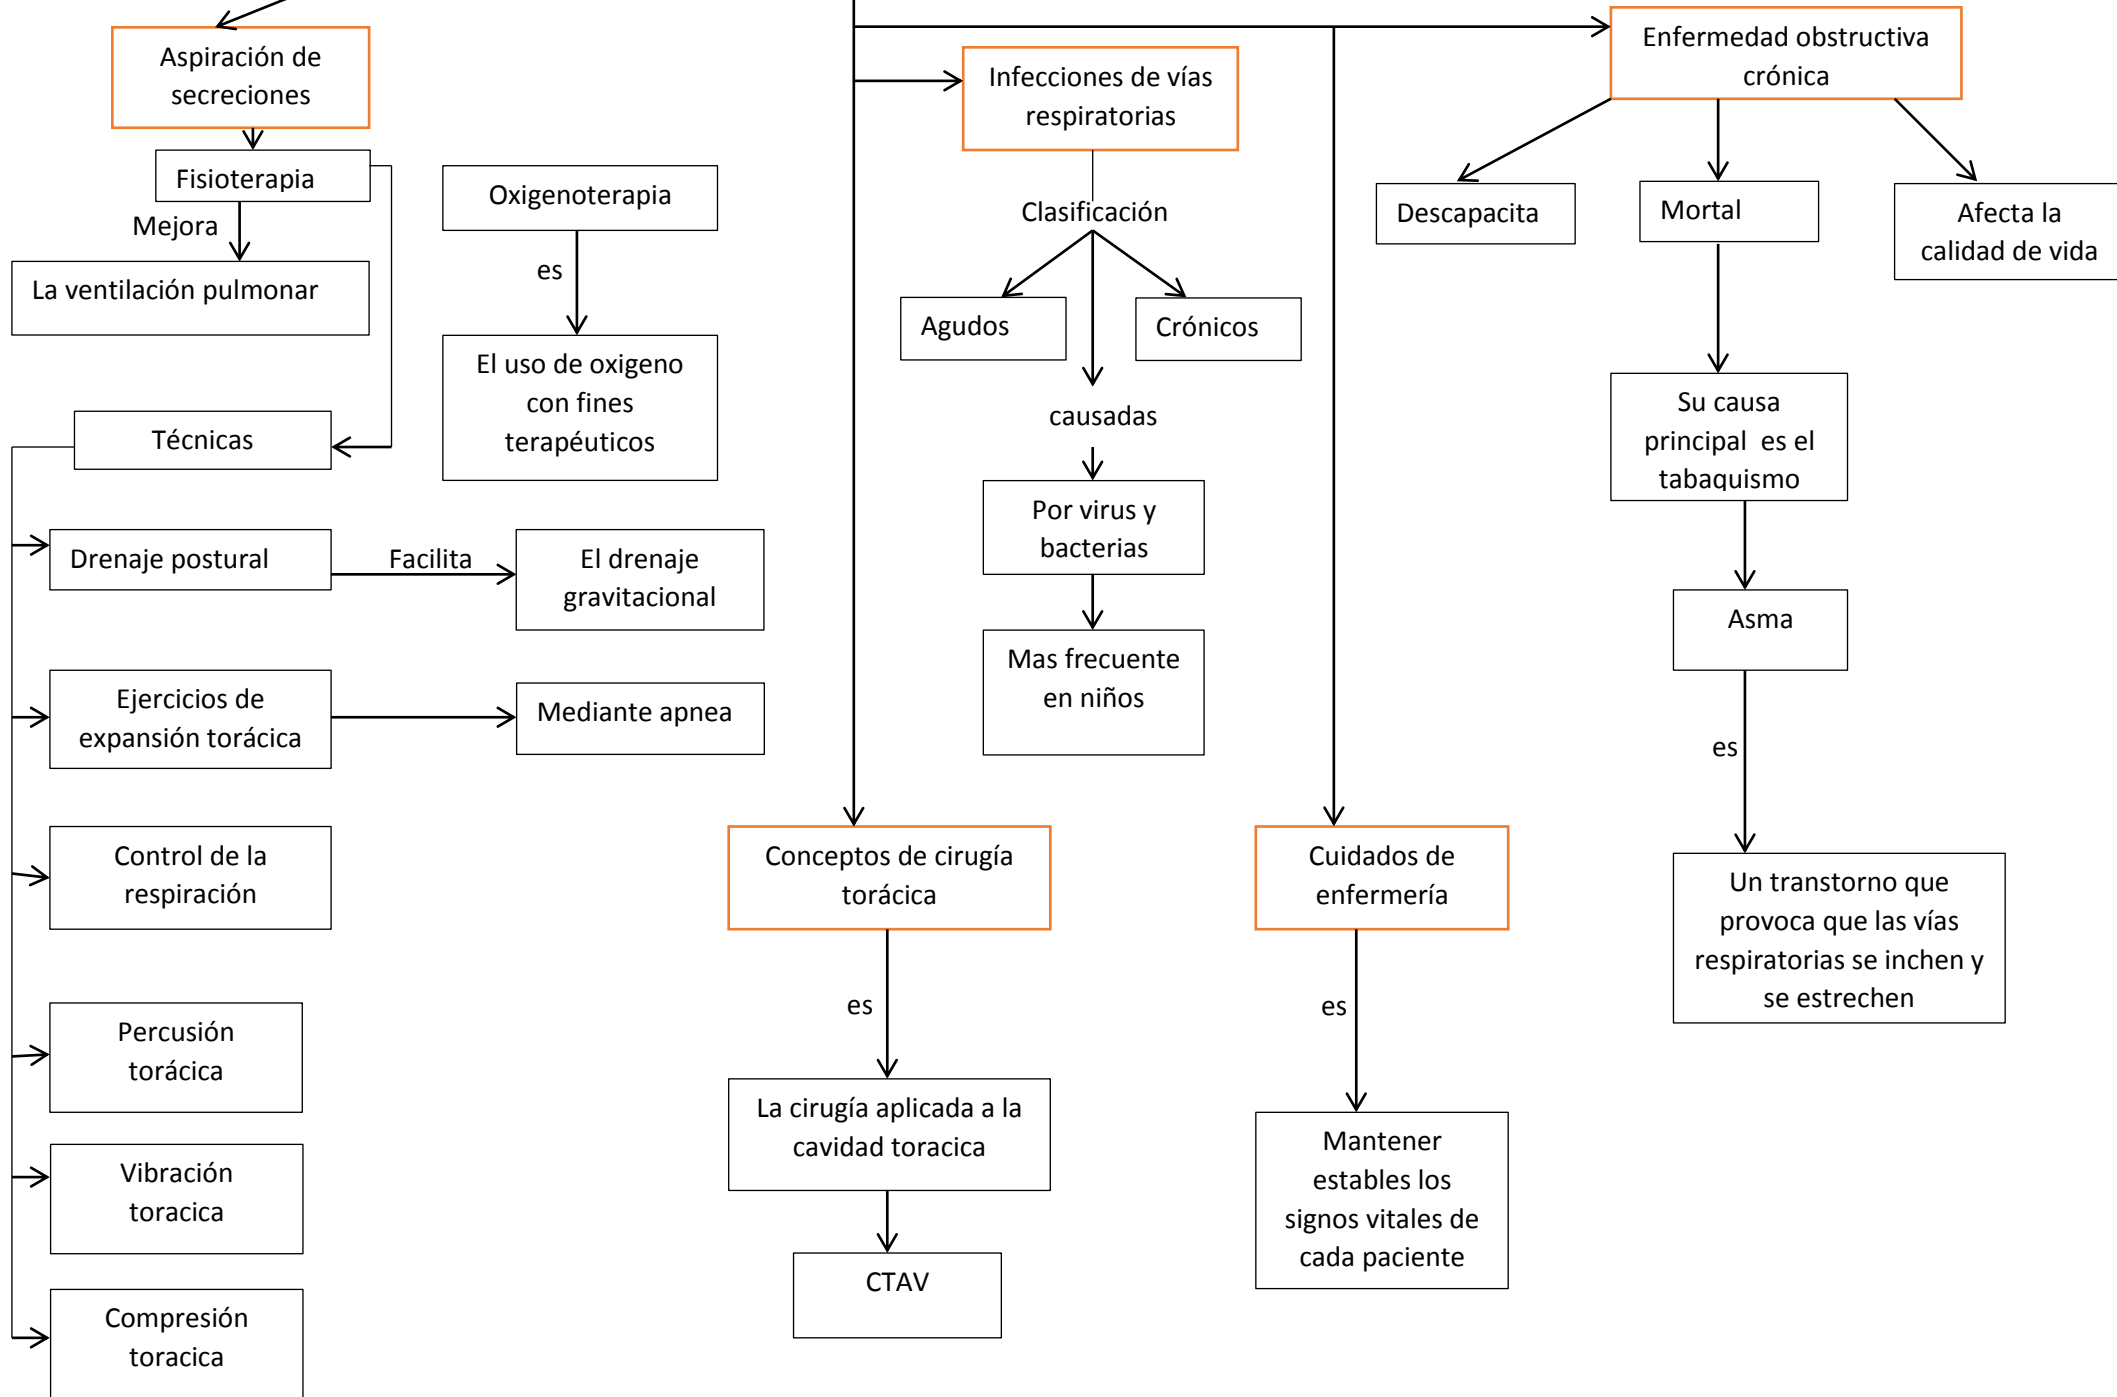 Aspiración de
secreciones
Fisioterapia
Mejora
La ventilación pulmonar
Técnicas
Drenaje postural
Facilita
El drenaje
gravitacional
Ejercicios de
expansión torácica
Mediante apnea
Control de la
respiración
Percusión
torácica
Vibración
toracica
Compresión
toracica
Oxigenoterapia
es
El uso de oxigeno
con fines
terapéuticos
Infecciones de vías
respiratorias
Clasificación
Agudos
Crónicos
causadas
Por virus y
bacterias
Mas frecuente
en niños
Conceptos de cirugía
torácica
es
La cirugía aplicada a la
cavidad toracica
CTAV
Cuidados de
enfermería
es
Mantener
estables los
signos vitales de
cada paciente
Enfermedad obstructiva
crónica
Descapacita
Mortal
Afecta la
calidad de vida
Su causa
principal es el
tabaquismo
Asma
es
Un transtorno que
provoca que las vías
respiratorias se inchen y
se estrechen